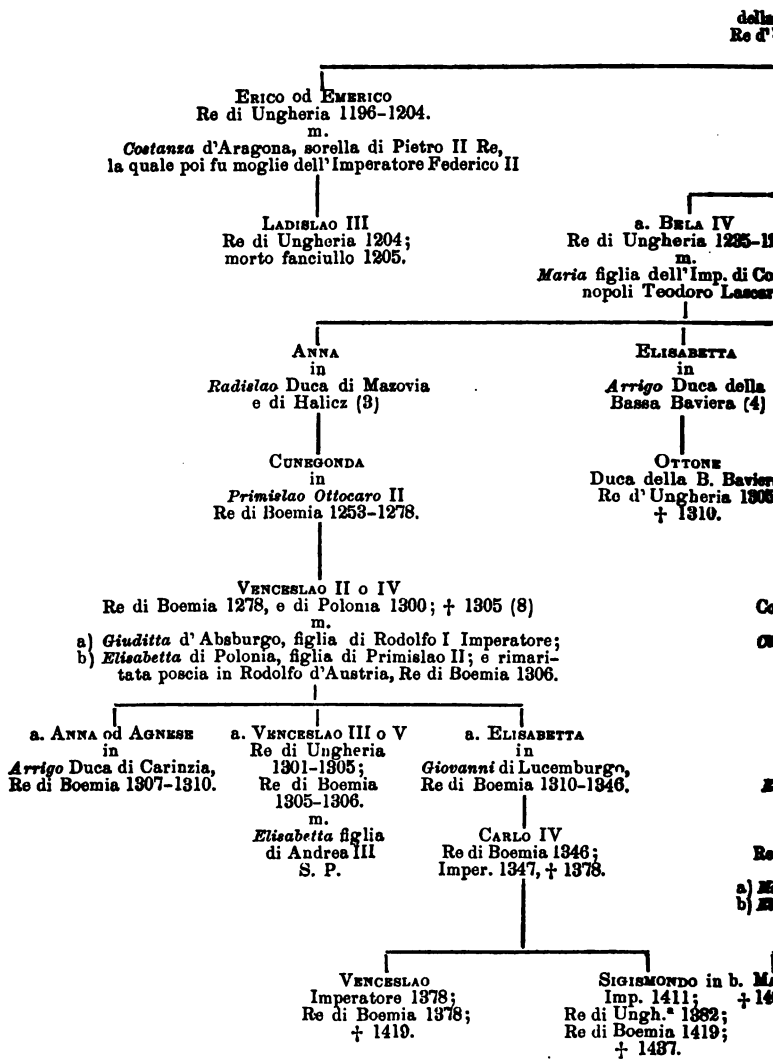 della
Re d'
ERICO od EMERICO
Re di Ungheria 1196-1204.
m.
Costanza d'Aragona, sorella di Pietro II Re,
la quale poi fu moglie dell'Imperatore Federico II
LADISLAO III
Re di Ungheria 1204;
morto fanciullo 1205.
a. BELA IV
Re di Ungheria 1235-12
m.
Maria figlia dell'Imp. di Co
nopoli Teodoro Lascar
ANNA
in
Radislao Duca di Mazovia
e di Halicz (3)
ELISABETTA
in
Arrigo Duca della
Bassa Baviera (4)
CUNEGONDA
in
Primislao Ottocaro II
Re di Boemia 1253-1278.
OTTONE
Duca della B. Bavier
Re d'Ungheria 1305
† 1310.
VENCESLAO II o IV
Re di Boemia 1278, e di Polonia 1300; † 1305 (8)
m.
a) Giuditta d'Absburgo, figlia di Rodolfo I Imperatore;
b) Elisabetta di Polonia, figlia di Primislao II; e rimari-
tata poscia in Rodolfo d'Austria, Re di Boemia 1306.
Co
a. ANNA od AGNESE
in
Arrigo Duca di Carinzia,
Re di Boemia 1307-1310.
a. VENCESLAO III o V
Re di Ungheria
1301-1305;
Re di Boemia
1305-1306.
m.
Elisabetta figlia
di Andrea III
S. P.
a. ELISABETTA
in
Giovanni di Lucemburgo,
Re di Boemia 1310-1346.
CARLO IV
Re di Boemia 1346;
Imper. 1347, † 1378.
Re
a)
b)
VENCESLAO
Imperatore 1378;
Re di Boemia 1378;
† 1419.
SIGISMONDO in b. MA
Imp. 1411; † 14
Re di Ungh.ª 1382;
Re di Boemia 1419;
† 1437.